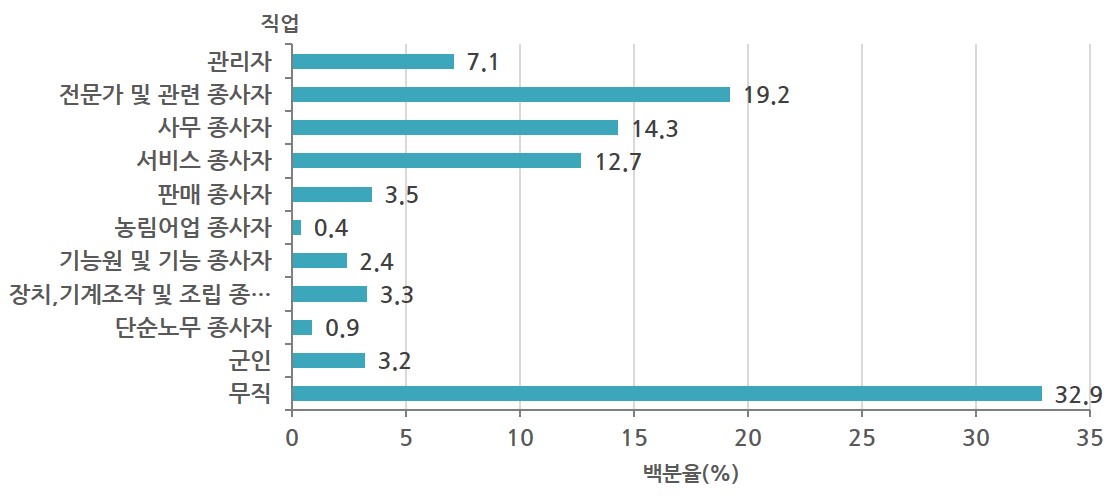 직업
관리자 7.1
전문가 및 관련 종사자 19.2
사무 종사자 14.3
서비스 종사자 12.7
판매 종사자 3.5
농림어업 종사자 0.4
기능원 및 기능 종사자 2.4
장치,기계조작 및 조립 종… 3.3
단순노무 종사자 0.9
군인 3.2
무직 32.9
0 5 10 15 20 25 30 35
백분율(%)